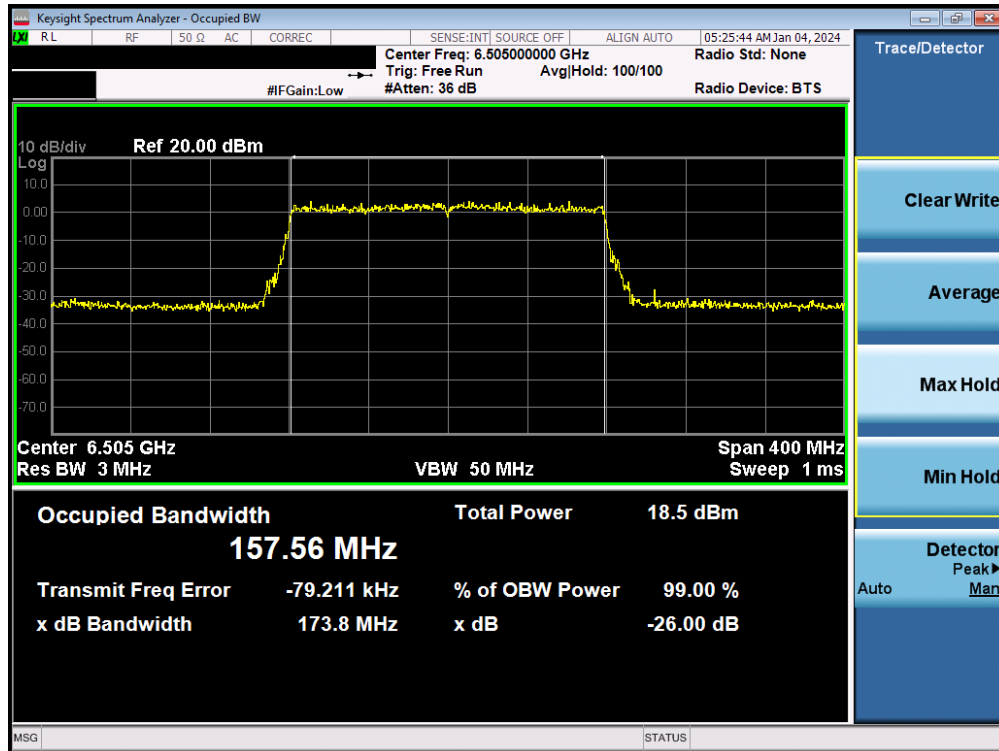 Keysight Spectrum Analyzer - Occupied BW
LXI RL RF 50 Ω AC CORREC SENSE:INT SOURCE OFF ALIGN AUTO 05:25:44 AM Jan 04, 2024
Center Freq: 6.505000000 GHz Radio Std: None
Trig: Free Run Avg|Hold: 100/100
#IFGain:Low #Atten: 36 dB Radio Device: BTS
10 dB/div Ref 20.00 dBm
Log
10.0
0.00
-10.0
-20.0
-30.0
-40.0
-50.0
-60.0
-70.0
Center 6.505 GHz Span 400 MHz
Res BW 3 MHz VBW 50 MHz Sweep 1 ms
Occupied Bandwidth Total Power 18.5 dBm
157.56 MHz
Transmit Freq Error -79.211 kHz % of OBW Power 99.00 %
x dB Bandwidth 173.8 MHz x dB -26.00 dB
MSG STATUS
Trace/Detector
Clear Write
Average
Max Hold
Min Hold
Detector
Peak
Auto Man